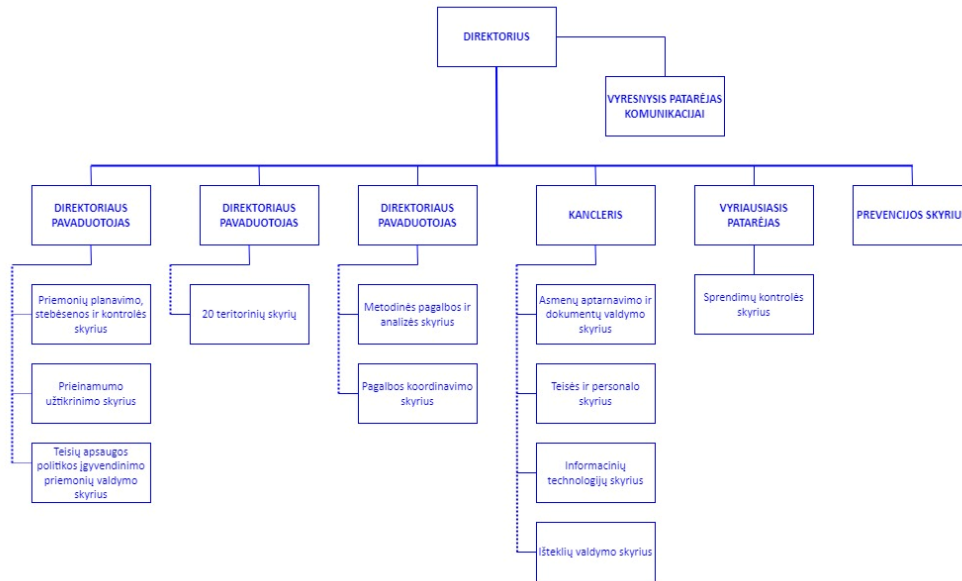 DIREKTORIUS
VYRESNYSIS PATARĖJAS
KOMUNIKACIJAI
DIREKTORIAUS
PAVADUOTOJAS
DIREKTORIAUS
PAVADUOTOJAS
DIREKTORIAUS
PAVADUOTOJAS
KANCLERIS
VYRIAUSIASIS
PATARĖJAS
PREVENCIJOS SKYRIUS
Priemonių planavimo,
stebėsenos ir kontrolės
skyrius
Prieinamumo
užtikrinimo skyrius
Teisių apsaugos
politikos įgyvendinimo
priemonių valdymo
skyrius
20 teritorinių skyrių
Metodinės pagalbos ir
analizės skyrius
Pagalbos koordinavimo
skyrius
Asmenų aptarnavimo ir
dokumentų valdymo
skyrius
Teisės ir personalo
skyrius
Informacinių
technologijų skyrius
Išteklių valdymo skyrius
Sprendimų kontrolės
skyrius